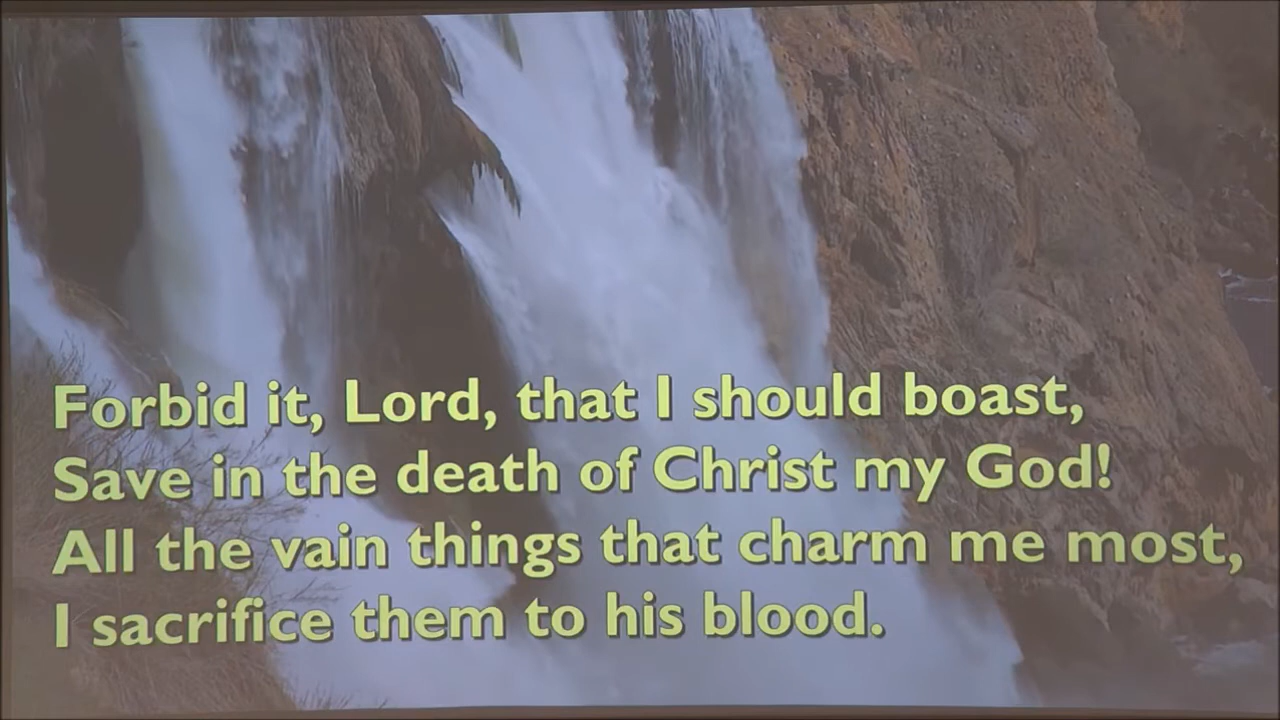 Forbid it, Lord, that I should boast,
Save in the death of Christ my God!
All the vain things that charm me most,
I sacrifice them to his blood.